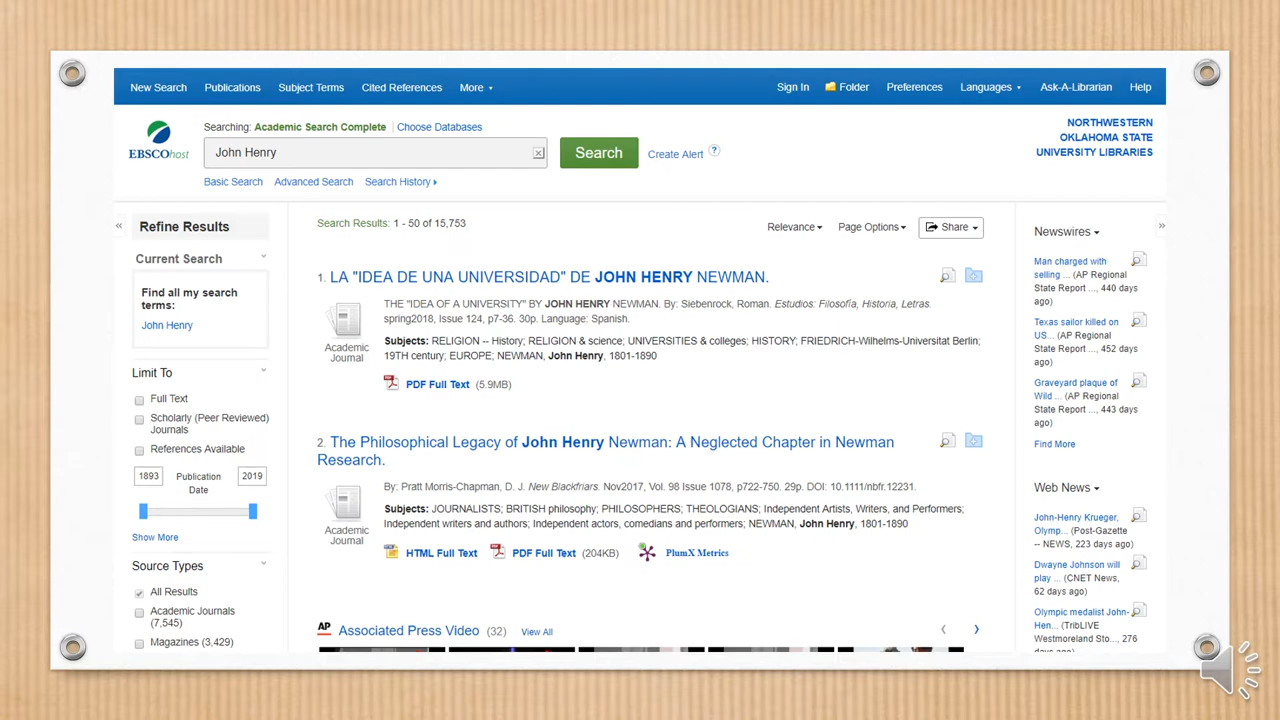 New Search Publications Subject Terms Cited References More Sign In Folder Preferences Languages Ask-A-Librarian Help
EBSCOhost
Searching: Academic Search Complete Choose Databases
John Henry
Search Create Alert ?
Basic Search Advanced Search Search History
NORTHWESTERN
OKLAHOMA STATE
UNIVERSITY LIBRARIES
« Refine Results
Current Search
Find all my search
terms:
John Henry
Limit To
Full Text
Scholarly (Peer Reviewed)
Journals
References Available
1893 Publication 2019
Date
Show More
Source Types
All Results
Academic Journals
(7,545)
Magazines (3,429)
Search Results: 1 - 50 of 15,753
Relevance Page Options Share
1. LA "IDEA DE UNA UNIVERSIDAD" DE JOHN HENRY NEWMAN.
Academic
Journal
THE "IDEA OF A UNIVERSITY" BY JOHN HENRY NEWMAN. By: Siebenrock, Roman. Estudios: Filosofía, Historia, Letras.
spring2018, Issue 124, p7-36. 30p. Language: Spanish.
Subjects: RELIGION -- History; RELIGION & science; UNIVERSITIES & colleges; HISTORY; FRIEDRICH-Wilhelms-Universitat Berlin;
19TH century; EUROPE; NEWMAN, John Henry, 1801-1890
PDF Full Text (5.9MB)
2. The Philosophical Legacy of John Henry Newman: A Neglected Chapter in Newman
Research.
Academic
Journal
By: Pratt Morris-Chapman, D. J. New Blackfriars. Nov2017, Vol. 98 Issue 1078, p722-750. 29p. DOI: 10.1111/nbfr.12231.
Subjects: JOURNALISTS; BRITISH philosophy; PHILOSOPHERS; THEOLOGIANS; Independent Artists, Writers, and Performers;
Independent writers and authors; Independent actors, comedians and performers; NEWMAN, John Henry, 1801-1890
HTML Full Text PDF Full Text (204KB) PlumX Metrics
AP Associated Press Video (32) View All
»
Newswires
Man charged with
selling ... (AP Regional
State Report ..., 440 days
ago)
Texas sailor killed on
US... (AP Regional
State Report ..., 452 days
ago)
Graveyard plaque of
Wild ... (AP Regional
State Report ..., 443 days
ago)
Find More
Web News
John-Henry Krueger,
Olymp... (Post-Gazette
-- NEWS, 223 days ago)
Dwayne Johnson will
play ... (CNET News,
62 days ago)
Olympic medalist John-
Hen... (TribLIVE
Westmoreland Sto..., 276
days ago)